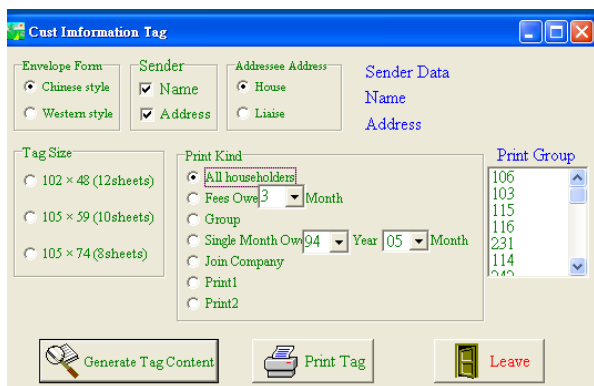 Cust Imformation Tag
Envelope Form
Chinese style
Western style
Sender
Name
Address
Addressee Address
House
Liaise
Sender Data
Name
Address
Tag Size
102 × 48 (12sheets)
105 × 59 (10sheets)
105 × 74 (8sheets)
Print Kind
All householders
Fees Owe 3 Month
Group
Single Month Ow 94 Year 05 Month
Join Company
Print1
Print2
Print Group
106
103
115
116
231
114
Generate Tag Content
Print Tag
Leave